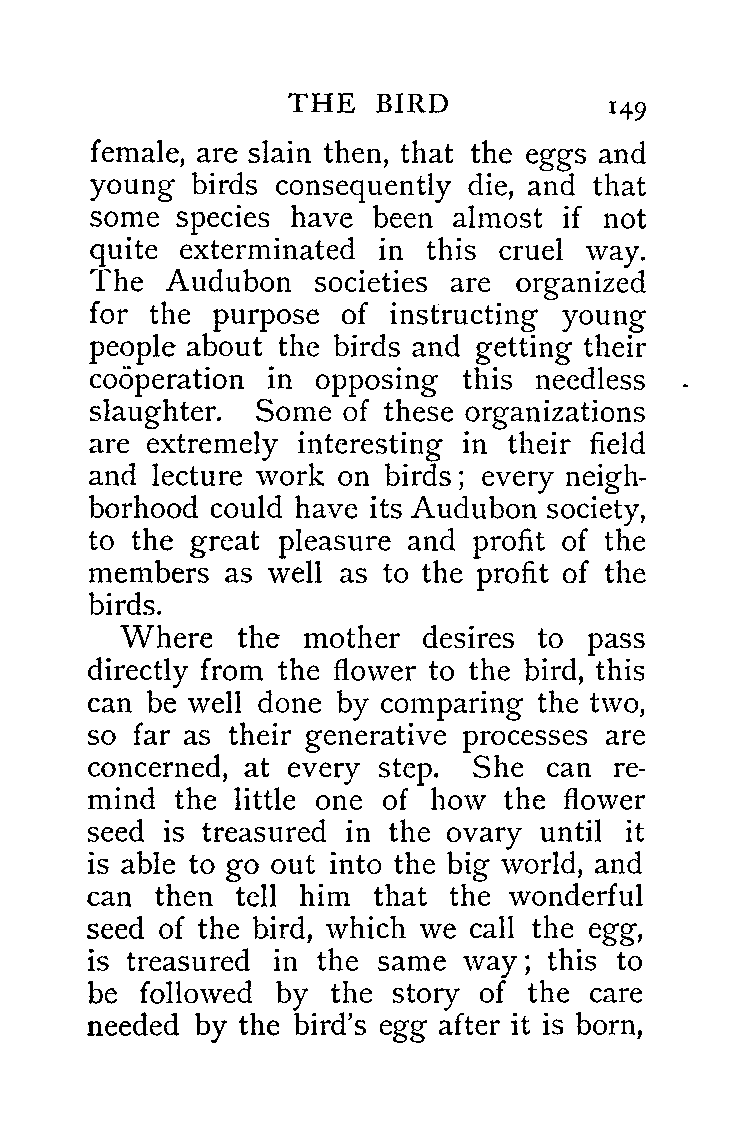 THE BIRD 149
female, are slain then, that the eggs and
young birds consequently die, and that
some species have been almost if not
quite exterminated in this cruel way.
The Audubon societies are organized
for the purpose of instructing young
people about the birds and getting their
coöperation in opposing this needless
slaughter. Some of these organizations
are extremely interesting in their field
and lecture work on birds; every neigh-
borhood could have its Audubon society,
to the great pleasure and profit of the
members as well as to the profit of the
birds.
Where the mother desires to pass
directly from the flower to the bird, this
can be well done by comparing the two,
so far as their generative processes are
concerned, at every step. She can re-
mind the little one of how the flower
seed is treasured in the ovary until it
is able to go out into the big world, and
can then tell him that the wonderful
seed of the bird, which we call the egg,
is treasured in the same way; this to
be followed by the story of the care
needed by the bird's egg after it is born,